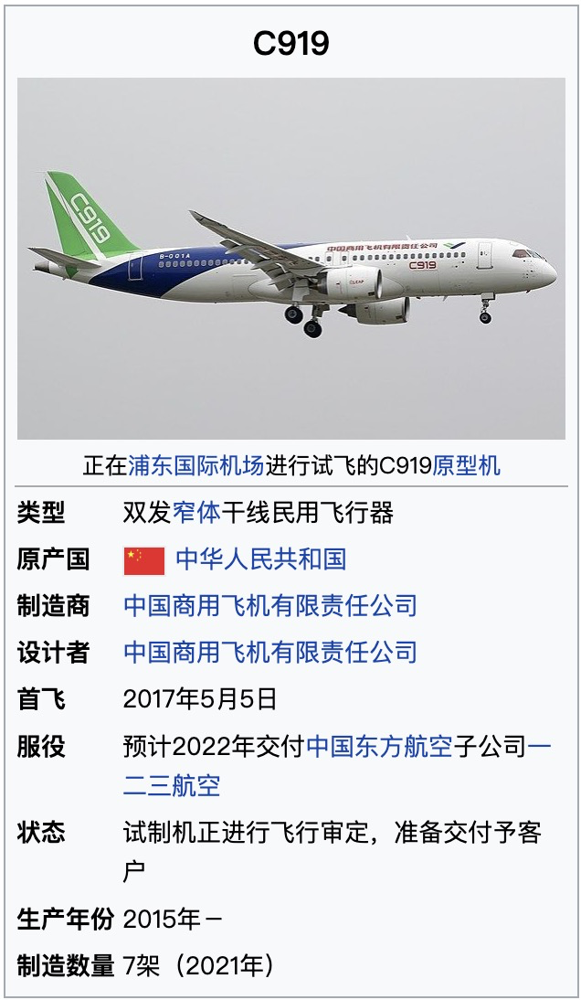 C919
C919
B-001A
中国商用飞机有限责任公司
C919
LEAP
正在浦东国际机场进行试飞的C919原型机
类型 双发窄体干线民用飞行器
原产国 中华人民共和国
制造商 中国商用飞机有限责任公司
设计者 中国商用飞机有限责任公司
首飞 2017年5月5日
服役 预计2022年交付中国东方航空子公司一
二三航空
状态 试制机正进行飞行审定，准备交付予客
户
生产年份 2015年－
制造数量 7架（2021年）